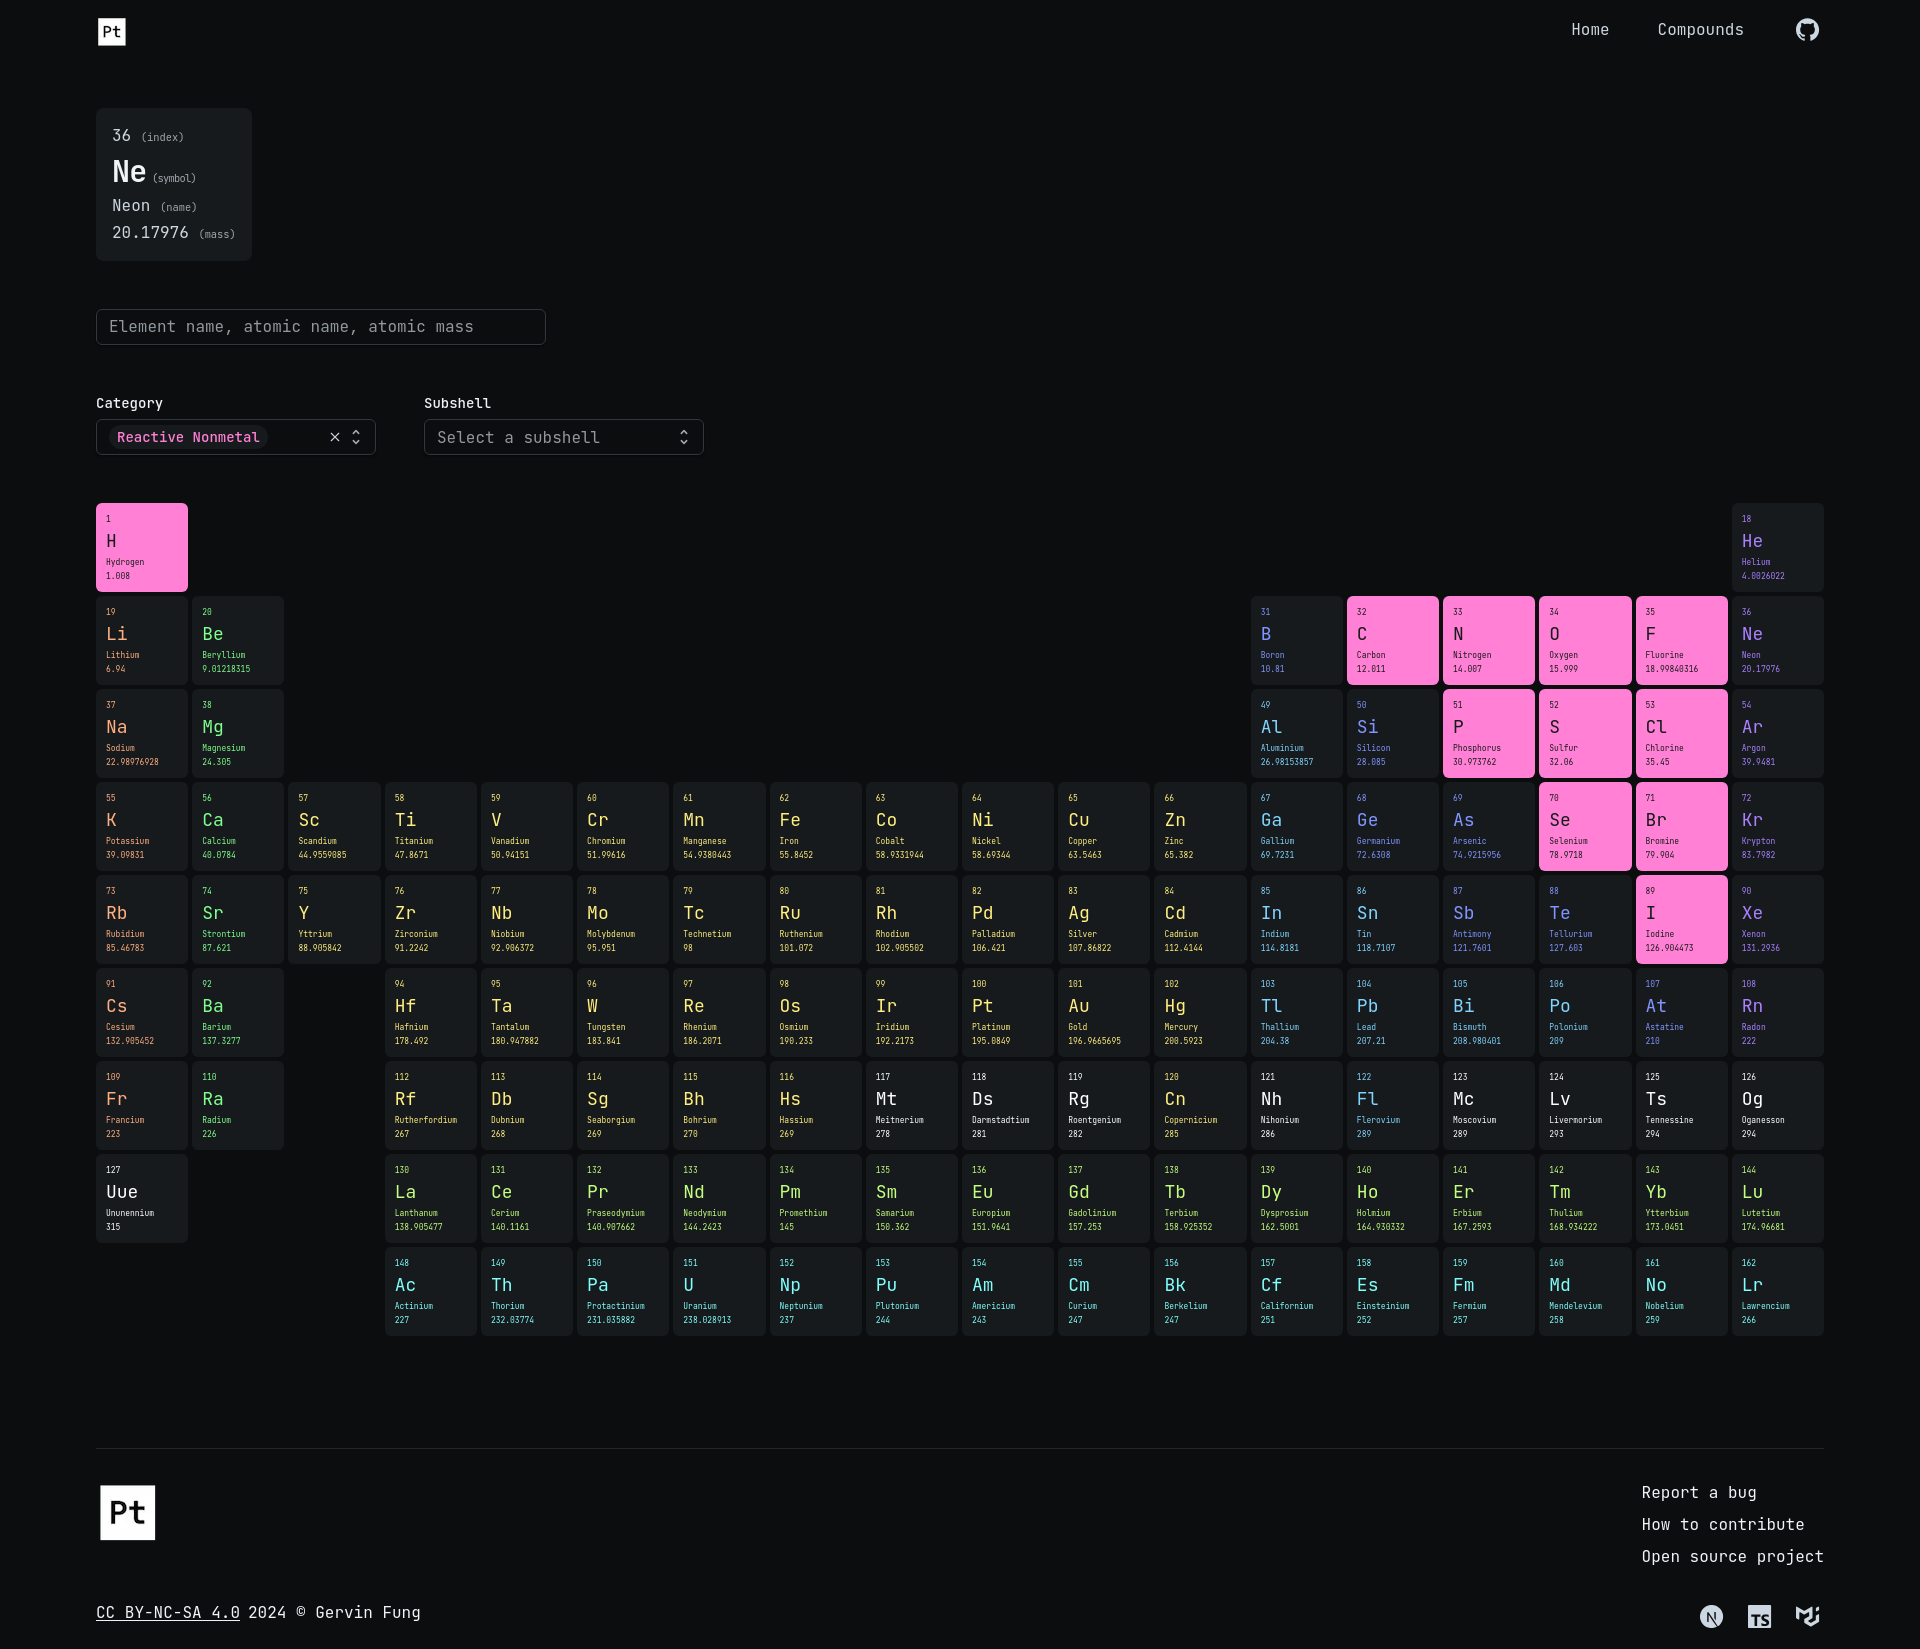 Pt
Home
Compounds
36 (index)
Ne (symbol)
Neon (name)
20.17976 (mass)
Element name, atomic name, atomic mass
Category
Subshell
Reactive Nonmetal
Select a subshell
1
H
Hydrogen
1.008
18
He
Helium
4.0026022
19
Li
Lithium
6.94
20
Be
Beryllium
9.01218315
31
B
Boron
10.81
32
C
Carbon
12.011
33
N
Nitrogen
14.007
34
O
Oxygen
15.999
35
F
Fluorine
18.99840316
36
Ne
Neon
20.17976
37
Na
Sodium
22.98976928
38
Mg
Magnesium
24.305
49
Al
Aluminium
26.98153857
50
Si
Silicon
28.085
51
P
Phosphorus
30.973762
52
S
Sulfur
32.06
53
Cl
Chlorine
35.45
54
Ar
Argon
39.9481
55
K
Potassium
39.09831
56
Ca
Calcium
40.0784
57
Sc
Scandium
44.9559085
58
Ti
Titanium
47.8671
59
V
Vanadium
50.94151
60
Cr
Chromium
51.99616
61
Mn
Manganese
54.9380443
62
Fe
Iron
55.8452
63
Co
Cobalt
58.9331944
64
Ni
Nickel
58.69344
65
Cu
Copper
63.5463
66
Zn
Zinc
65.382
67
Ga
Gallium
69.7231
68
Ge
Germanium
72.6308
69
As
Arsenic
74.9215956
70
Se
Selenium
78.9718
71
Br
Bromine
79.904
72
Kr
Krypton
83.7982
73
Rb
Rubidium
85.46783
74
Sr
Strontium
87.621
75
Y
Yttrium
88.905842
76
Zr
Zirconium
91.2242
77
Nb
Niobium
92.906372
78
Mo
Molybdenum
95.951
79
Tc
Technetium
98
80
Ru
Ruthenium
101.072
81
Rh
Rhodium
102.905502
82
Pd
Palladium
106.421
83
Ag
Silver
107.86822
84
Cd
Cadmium
112.4144
85
In
Indium
114.8181
86
Sn
Tin
118.7107
87
Sb
Antimony
121.7601
88
Te
Tellurium
127.603
89
I
Iodine
126.904473
90
Xe
Xenon
131.2936
91
Cs
Cesium
132.905452
92
Ba
Barium
137.3277
94
Hf
Hafnium
178.492
95
Ta
Tantalum
180.947882
96
W
Tungsten
183.841
97
Re
Rhenium
186.2071
98
Os
Osmium
190.233
99
Ir
Iridium
192.2173
100
Pt
Platinum
195.0849
101
Au
Gold
196.9665695
102
Hg
Mercury
200.5923
103
Tl
Thallium
204.38
104
Pb
Lead
207.21
105
Bi
Bismuth
208.980401
106
Po
Polonium
209
107
At
Astatine
210
108
Rn
Radon
222
109
Fr
Francium
223
110
Ra
Radium
226
112
Rf
Rutherfordium
267
113
Db
Dubnium
268
114
Sg
Seaborgium
269
115
Bh
Bohrium
270
116
Hs
Hassium
269
117
Mt
Meitnerium
278
118
Ds
Darmstadtium
281
119
Rg
Roentgenium
282
120
Cn
Copernicium
285
121
Nh
Nihonium
286
122
Fl
Flerovium
289
123
Mc
Moscovium
289
124
Lv
Livermorium
293
125
Ts
Tennessine
294
126
Og
Oganesson
294
127
Uue
Ununennium
315
130
La
Lanthanum
138.905477
131
Ce
Cerium
140.1161
132
Pr
Praseodymium
140.907662
133
Nd
Neodymium
144.2423
134
Pm
Promethium
145
135
Sm
Samarium
150.362
136
Eu
Europium
151.9641
137
Gd
Gadolinium
157.253
138
Tb
Terbium
158.925352
139
Dy
Dysprosium
162.5001
140
Ho
Holmium
164.930332
141
Er
Erbium
167.2593
142
Tm
Thulium
168.934222
143
Yb
Ytterbium
173.0451
144
Lu
Lutetium
174.96681
148
Ac
Actinium
227
149
Th
Thorium
232.03774
150
Pa
Protactinium
231.035882
151
U
Uranium
238.028913
152
Np
Neptunium
237
153
Pu
Plutonium
244
154
Am
Americium
243
155
Cm
Curium
247
156
Bk
Berkelium
247
157
Cf
Californium
251
158
Es
Einsteinium
252
159
Fm
Fermium
257
160
Md
Mendelevium
258
161
No
Nobelium
259
162
Lr
Lawrencium
266
Pt
Report a bug
How to contribute
Open source project
CC BY-NC-SA 4.0 2024 © Gervin Fung
N
TS